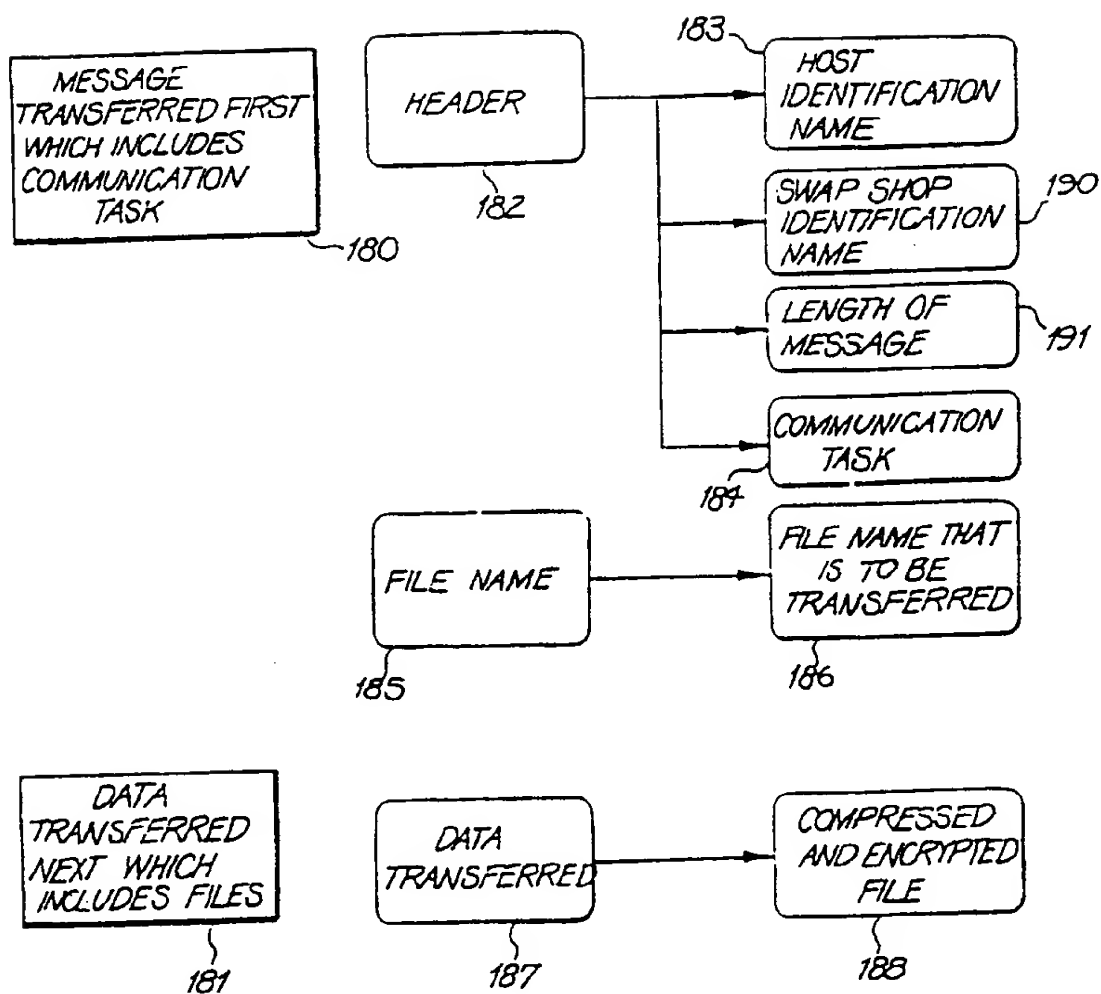 MESSAGE
TRANSFERRED FIRST
WHICH INCLUDES
COMMUNICATION
TASK
180
HEADER
182
183
HOST
IDENTIFICATION
NAME
SWAP SHOP
IDENTIFICATION
NAME
190
LENGTH OF
MESSAGE
191
COMMUNICATION
TASK
184
FILE NAME
185
FILE NAME THAT
IS TO BE
TRANSFERRED
186
DATA
TRANSFERRED
NEXT WHICH
INCLUDES FILES
181
DATA
TRANSFERRED
187
COMPRESSED
AND ENCRYPTED
FILE
188